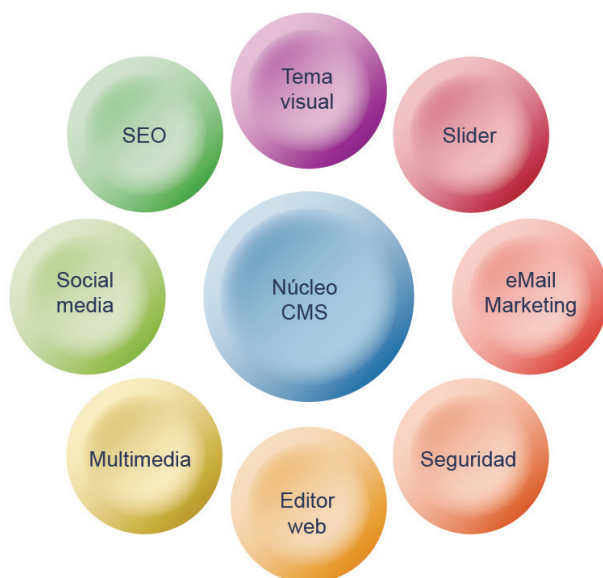 Tema
visual
SEO
Slider
Social
media
Núcleo
CMS
eMail
Marketing
Multimedia
Seguridad
Editor
web